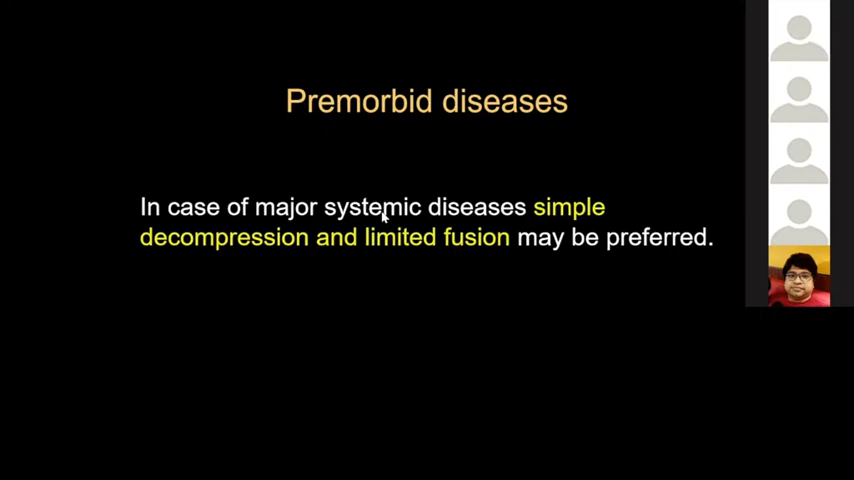 Premorbid diseases
In case of major systemic diseases simple
decompression and limited fusion may be preferred.